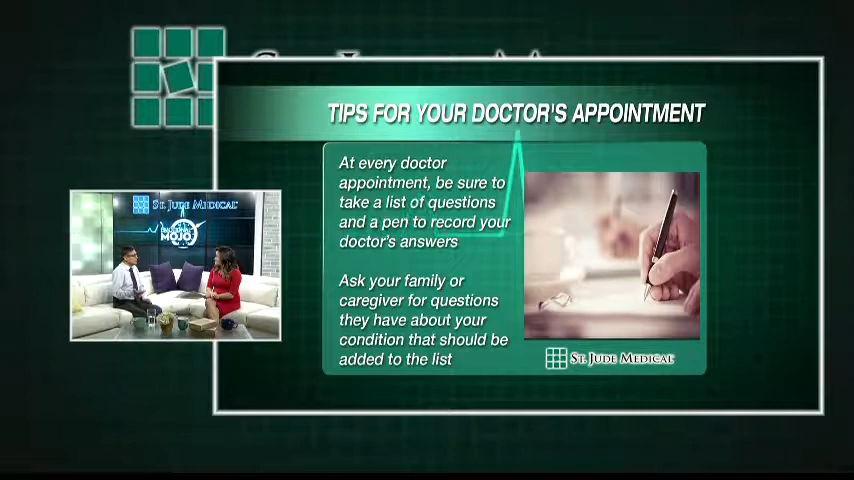 TIPS FOR YOUR DOCTOR'S APPOINTMENT
At every doctor
appointment, be sure to
take a list of questions
and a pen to record your
doctor's answers
Ask your family or
caregiver for questions
they have about your
condition that should be
added to the list
ST. JUDE MEDICAL
ST. JUDE MEDICAL
EMOTIONAL
MOJO